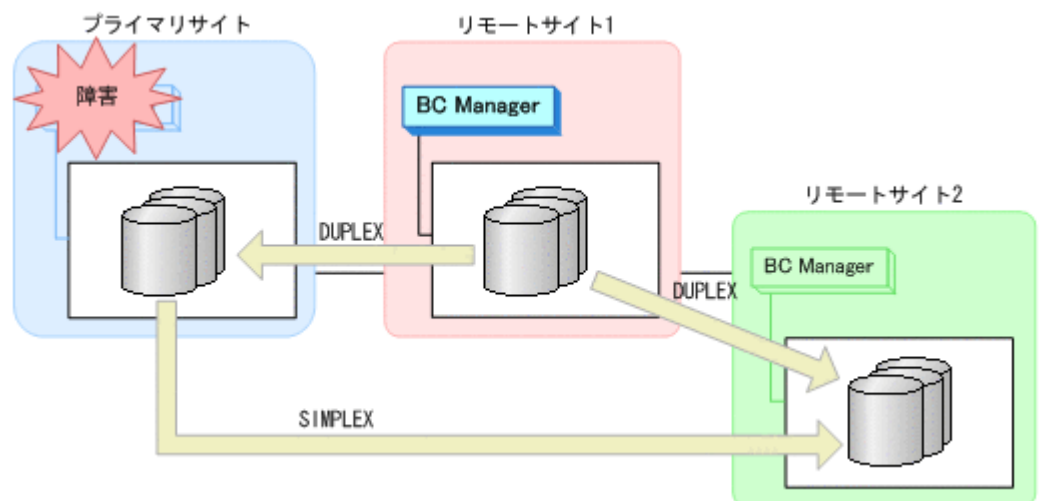 プライマリサイト
リモートサイト1
障害
BC Manager
リモートサイト2
DUPLEX
BC Manager
DUPLEX
SIMPLEX